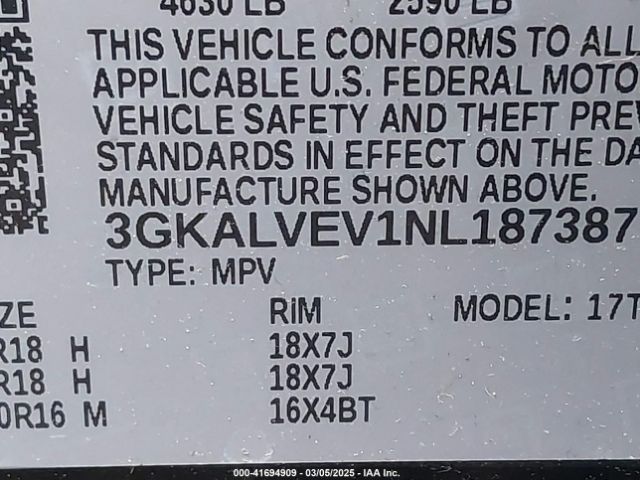 4630 LB 2590 LB
THIS VEHICLE CONFORMS TO ALL
APPLICABLE U.S. FEDERAL MOTO
VEHICLE SAFETY AND THEFT PREV
STANDARDS IN EFFECT ON THE DA
MANUFACTURE SHOWN ABOVE.
3GKALVEV1NL187387
TYPE: MPV
ZE RIM MODEL: 17T
R18 H 18X7J
R18 H 18X7J
0R16 M 16X4BT
000-41694909 - 03/05/2025 - IAA Inc.